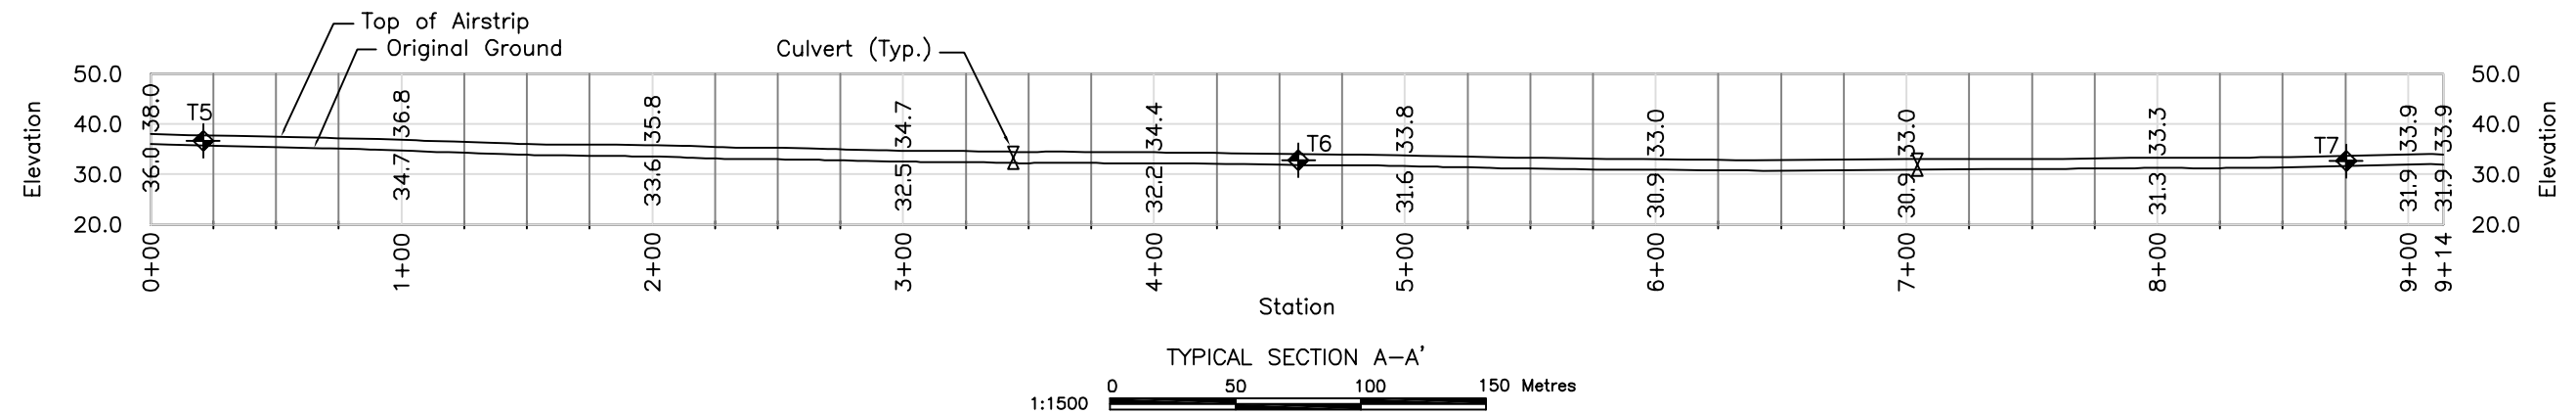 Top of Airstrip
Original Ground
Culvert (Typ.)
Elevation
50.0
40.0
30.0
20.0
T5
T6
T7
38.0 36.8 35.8 34.7 34.4 33.8 33.0 33.0 33.3 33.9 33.9
36.0 34.7 33.6 32.5 32.2 31.6 30.9 30.9 31.3 31.9 31.9
50.0
40.0
30.0
20.0
Elevation
0+00 1+00 2+00 3+00 4+00 5+00 6+00 7+00 8+00 9+00 9+14
Station
TYPICAL SECTION A-A'
0 50 100 150 Metres
1:1500